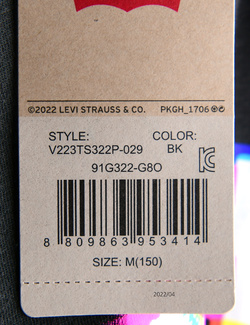 ©2022 LEVI STRAUSS & CO. PKGH_1706
STYLE: COLOR:
V223TS322P-029 BK
91G322-G8O
8 809863 953414
SIZE: M(150)
2022/04